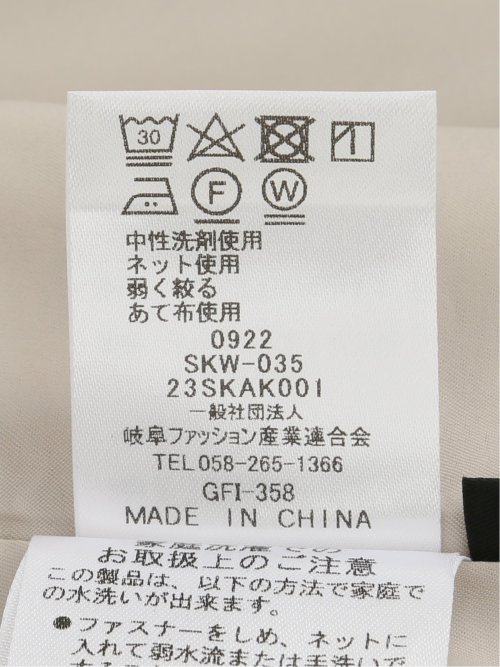 30
F W
中性洗剤使用
ネット使用
弱く絞る
あて布使用
0922
SKW-035
23SKAK001
一般社団法人
岐阜ファッション産業連合会
TEL058-265-1366
GFI-358
MADE IN CHINA
お取扱上のご注意
この製品は、以下の方法で家庭で
の水洗いが出来ます。
●ファスナーをしめ、ネットに
入れて弱水流または手洗いで